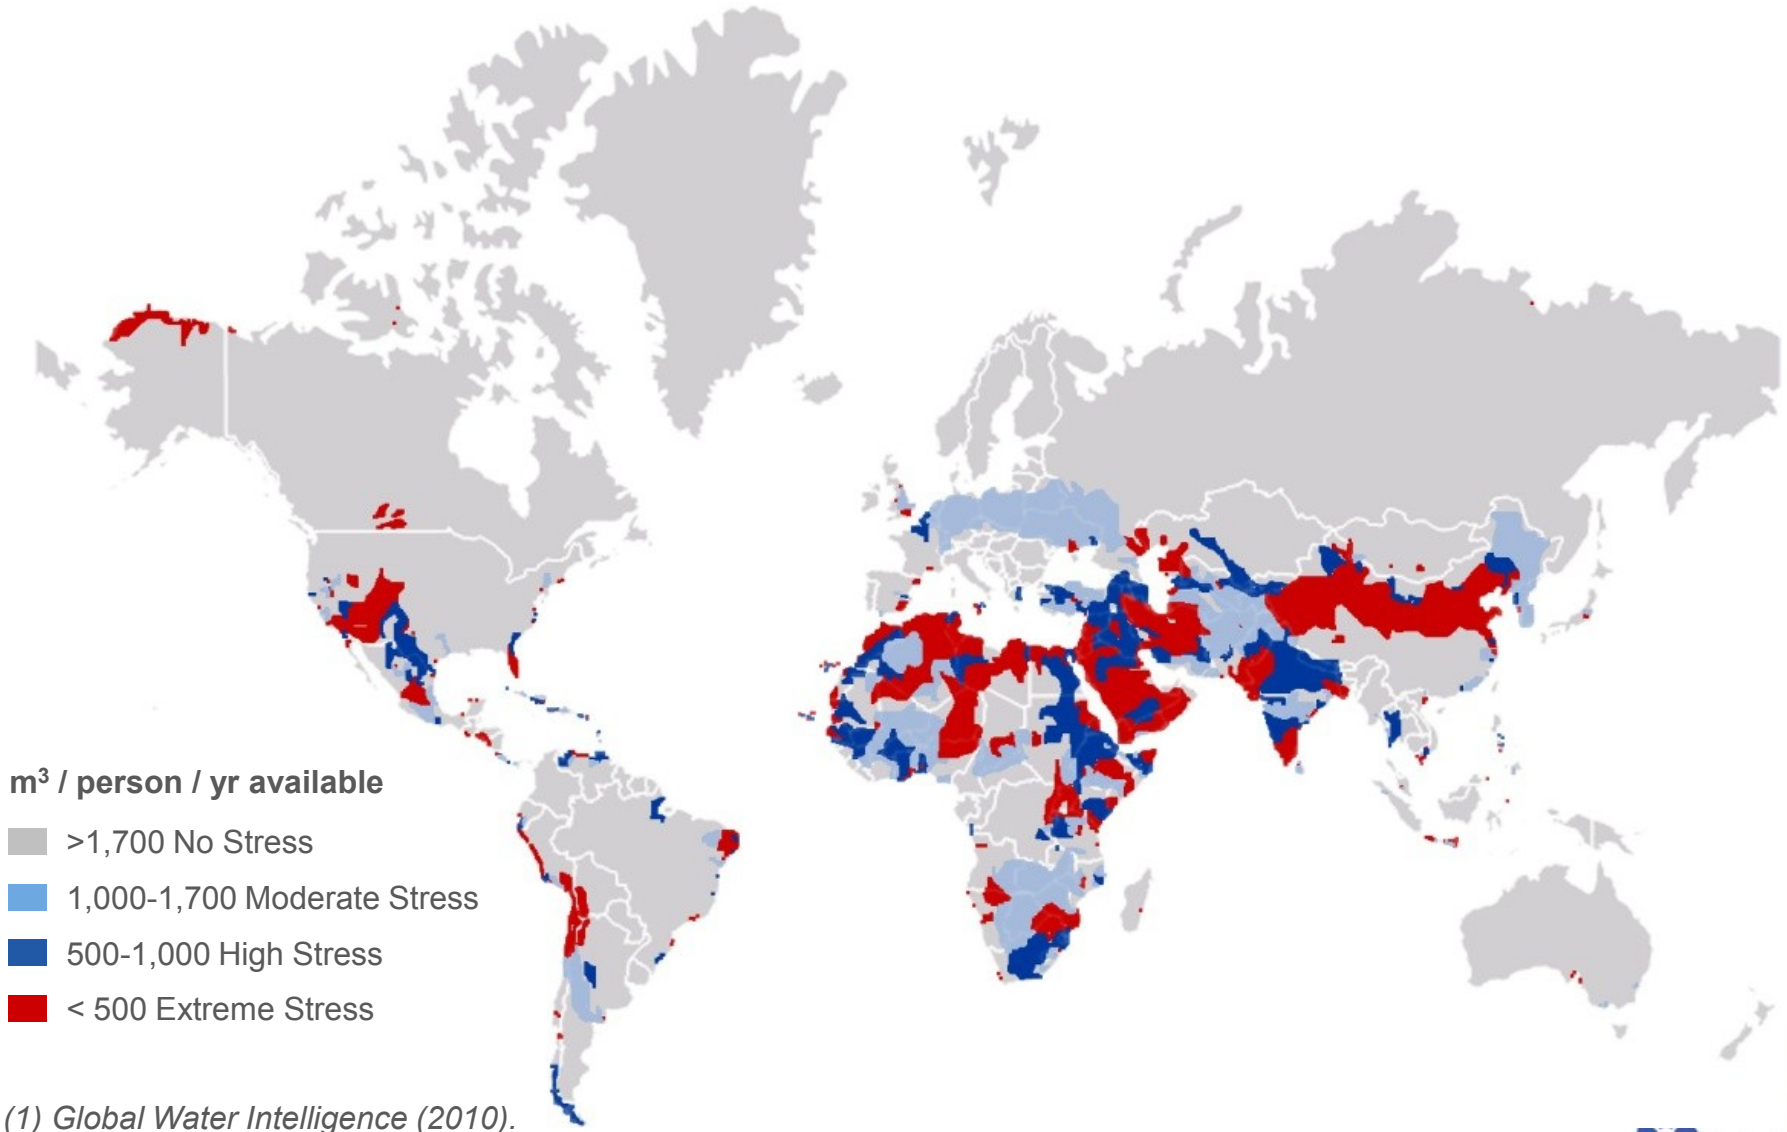 m³ / person / yr available
>1,700 No Stress
1,000-1,700 Moderate Stress
500-1,000 High Stress
< 500 Extreme Stress
(1) Global Water Intelligence (2010).